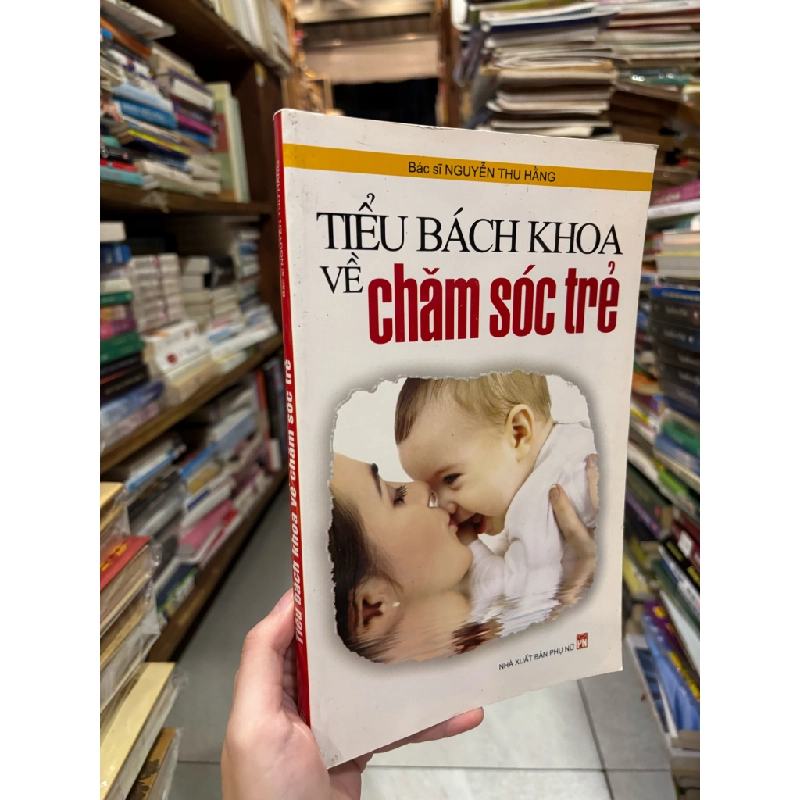 Bác sĩ NGUYỄN THU HẰNG
TIỂU BÁCH KHOA
VỀ chăm sóc trẻ
NHÀ XUẤT BẢN PHỤ NỮ PN
Tiểu bách khoa về chăm sóc trẻ